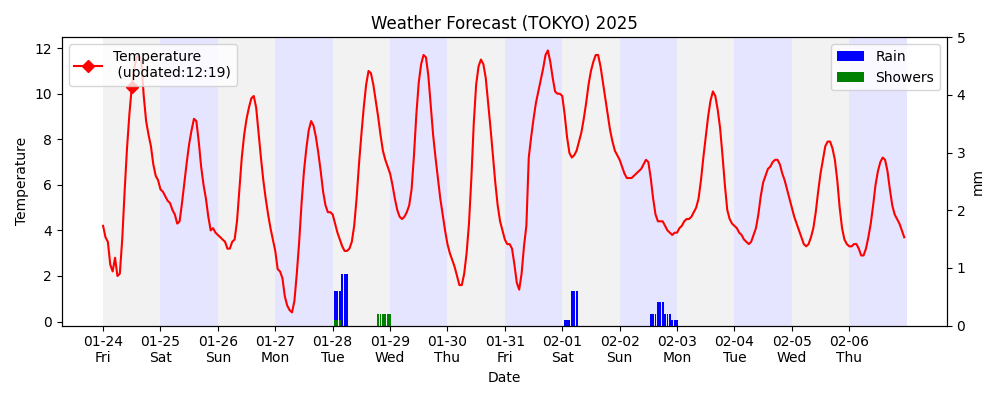 Weather Forecast (TOKYO) 2025
Temperature
(updated:12:19)
Rain
Showers
Temperature
12
10
8
6
4
2
0
5
4
3
2
1
0
mm
01-24 01-25 01-26 01-27 01-28 01-29 01-30 01-31 02-01 02-02 02-03 02-04 02-05 02-06
Fri Sat Sun Mon Tue Wed Thu Fri Sat Sun Mon Tue Wed Thu
Date